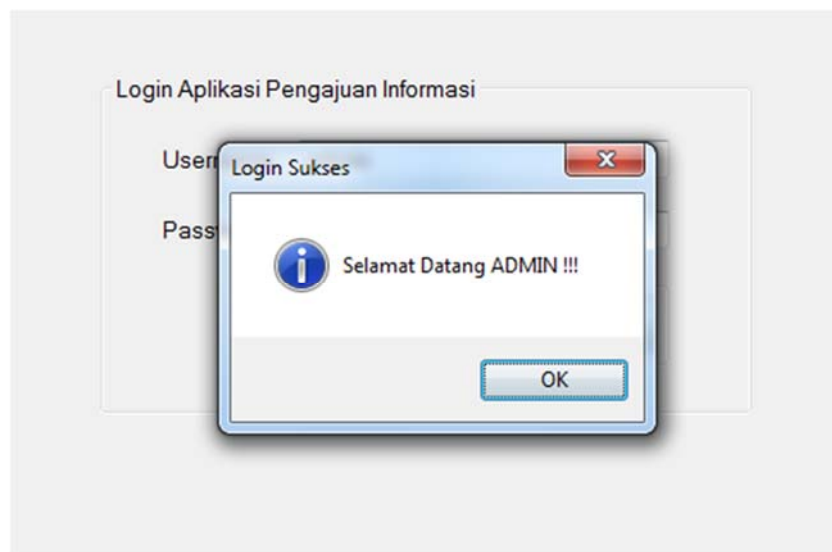 Login Aplikasi Pengajuan Informasi
Login Sukses
Selamat Datang ADMIN !!!
OK